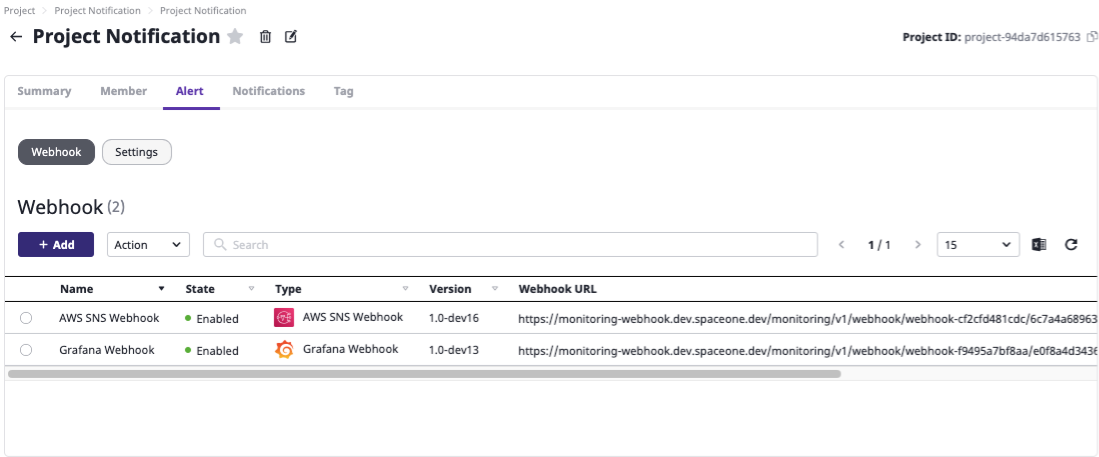 Project > Project Notification > Project Notification
Project Notification
Project ID: project-94da7d615763
Summary Member Alert Notifications Tag
Webhook Settings
Webhook (2)
+ Add Action Search 1 / 1 15
Name State Type Version Webhook URL
AWS SNS Webhook Enabled AWS SNS Webhook 1.0-dev16 https://monitoring-webhook.dev.spaceone.dev/monitoring/v1/webhook/webhook-cf2cfd481cdc/6c7a4a68963
Grafana Webhook Enabled Grafana Webhook 1.0-dev13 https://monitoring-webhook.dev.spaceone.dev/monitoring/v1/webhook/webhook-f9495a7bf8aa/e0f8a4d3436